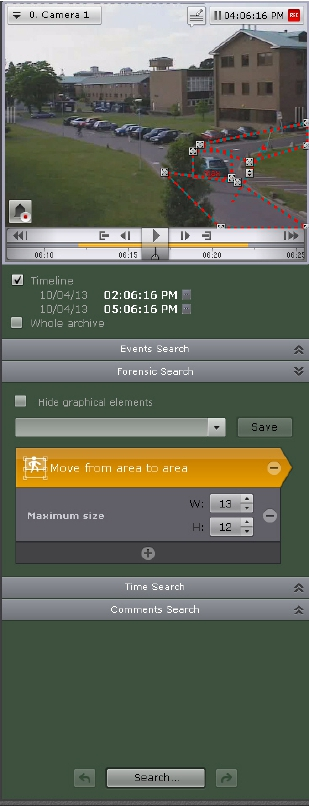 0. Camera 1
04:06:16 PM REC
06:10 06:15 06:20 06:25
Timeline
10/04/13 02:06:16 PM
10/04/13 05:06:16 PM
Whole archive
Events Search
Forensic Search
Hide graphical elements
Save
Move from area to area
Maximum size
W: 13
H: 12
Time Search
Comments Search
Search...